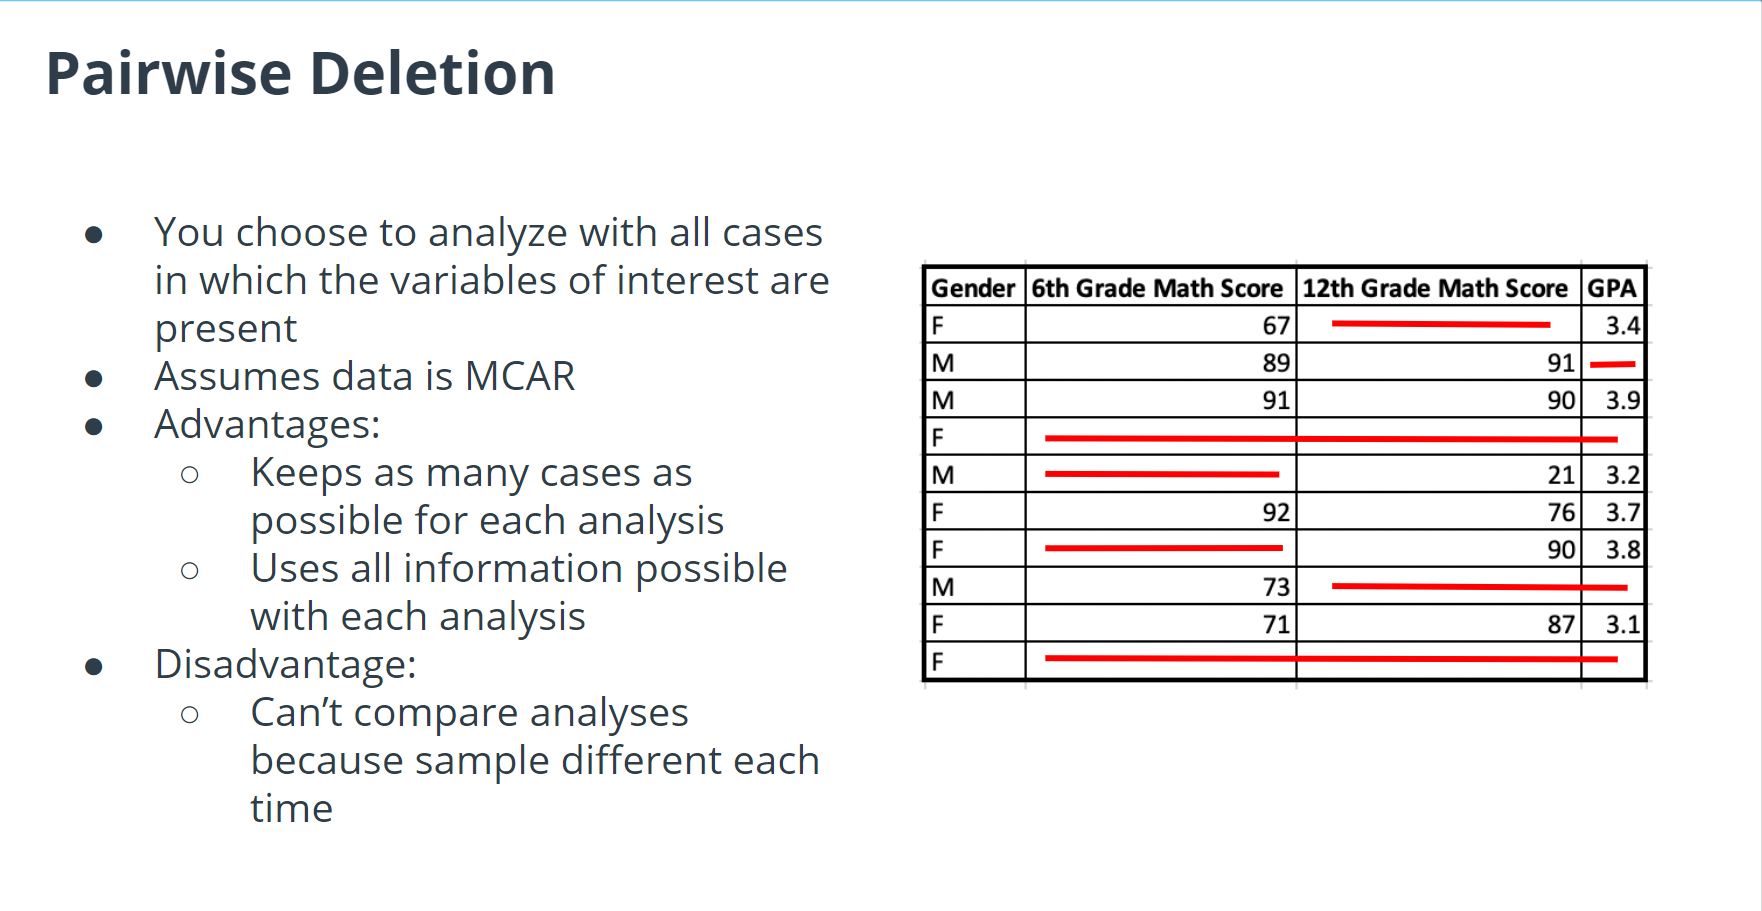 Pairwise Deletion
● You choose to analyze with all cases
in which the variables of interest are
present
● Assumes data is MCAR
● Advantages:
○ Keeps as many cases as
possible for each analysis
○ Uses all information possible
with each analysis
● Disadvantage:
○ Can’t compare analyses
because sample different each
time
Gender 6th Grade Math Score 12th Grade Math Score GPA
F 67 3.4
M 89 91
M 91 90 3.9
F
M 21 3.2
F 92 76 3.7
F 90 3.8
M 73
F 71 87 3.1
F